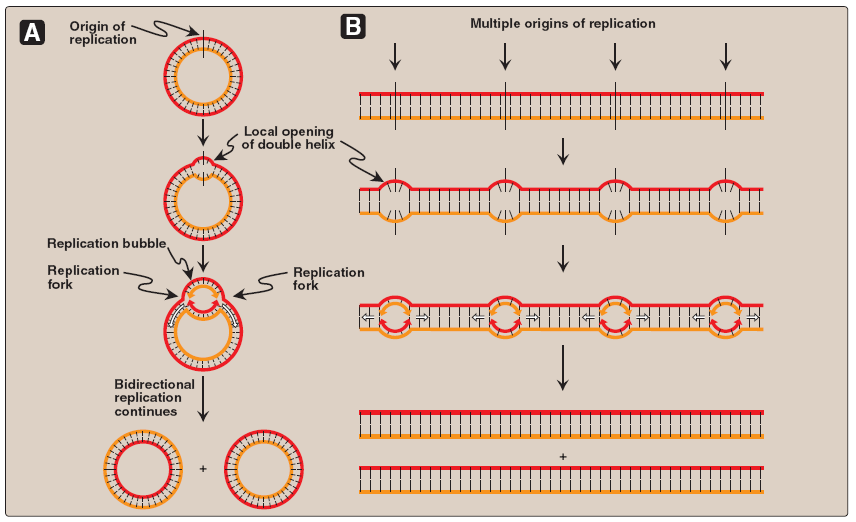 A
Origin of
replication
Local opening
of double helix
Replication bubble
Replication
fork
Replication
fork
Bidirectional
replication
continues
+
B
Multiple origins of replication
+